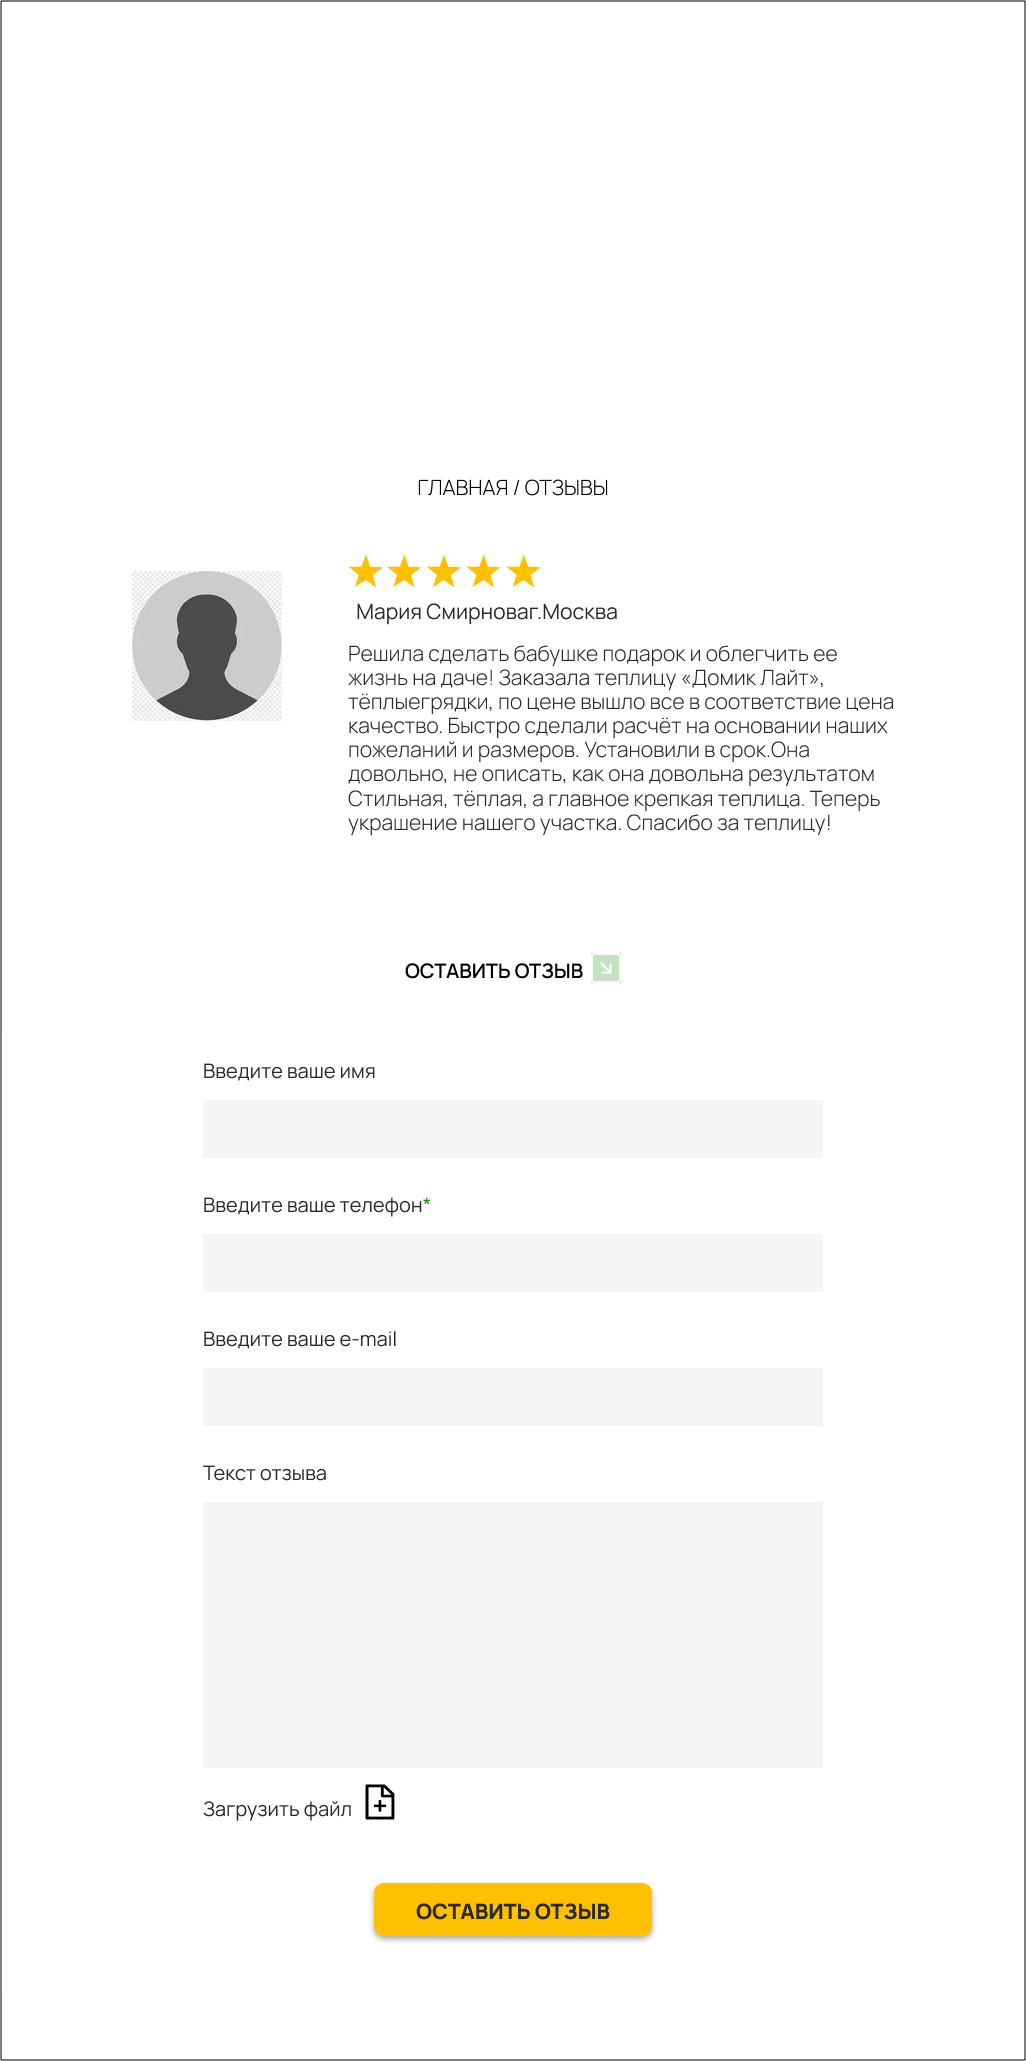 ГЛАВНАЯ / ОТЗЫВЫ
Мария Смирноваг.Москва
Решила сделать бабушке подарок и облегчить ее
жизнь на даче! Заказала теплицу «Домик Лайт»,
тёплыегрядки, по цене вышло все в соответствие цена
качество. Быстро сделали расчёт на основании наших
пожеланий и размеров. Установили в срок.Она
довольно, не описать, как она довольна результатом
Стильная, тёплая, а главное крепкая теплица. Теперь
украшение нашего участка. Спасибо за теплицу!
ОСТАВИТЬ ОТЗЫВ
Введите ваше имя
Введите ваше телефон*
Введите ваше e-mail
Текст отзыва
Загрузить файл
ОСТАВИТЬ ОТЗЫВ